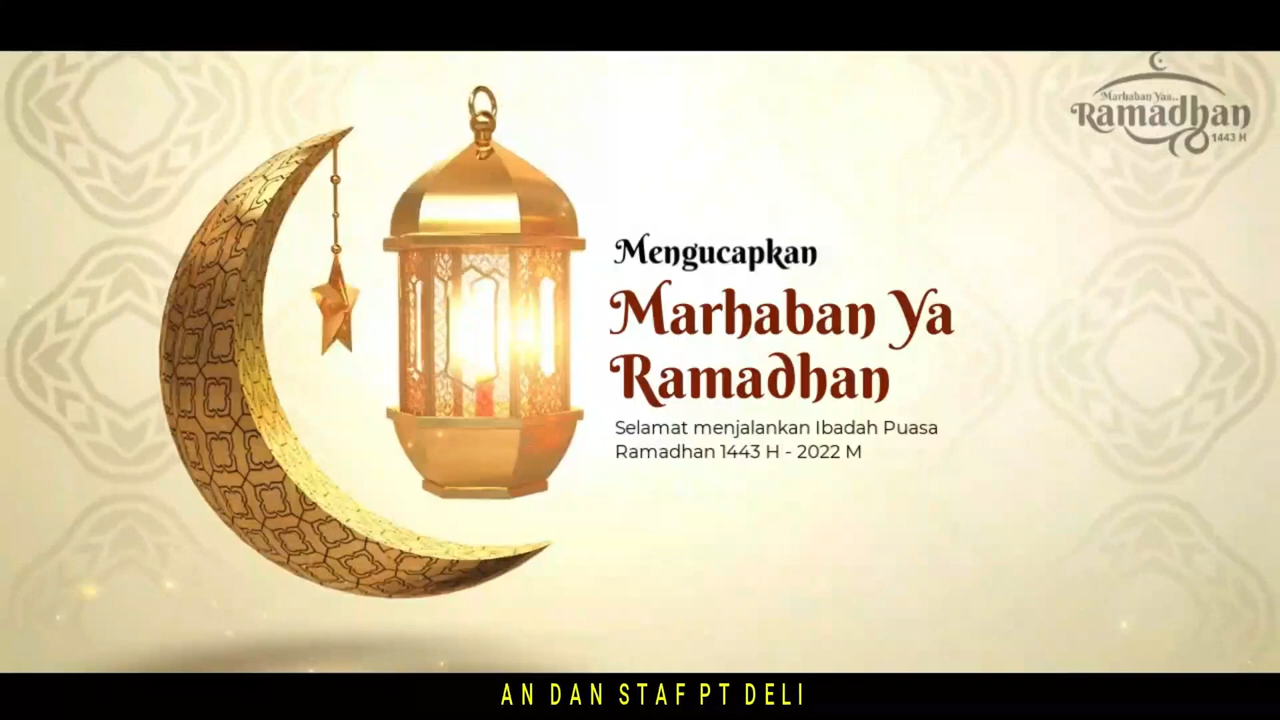 Marhaban Yaa..
Ramadhan
1443 H
Mengucapkan
Marhaban Ya
Ramadhan
Selamat menjalankan Ibadah Puasa
Ramadhan 1443 H - 2022 M
AN DAN STAF PT DELI